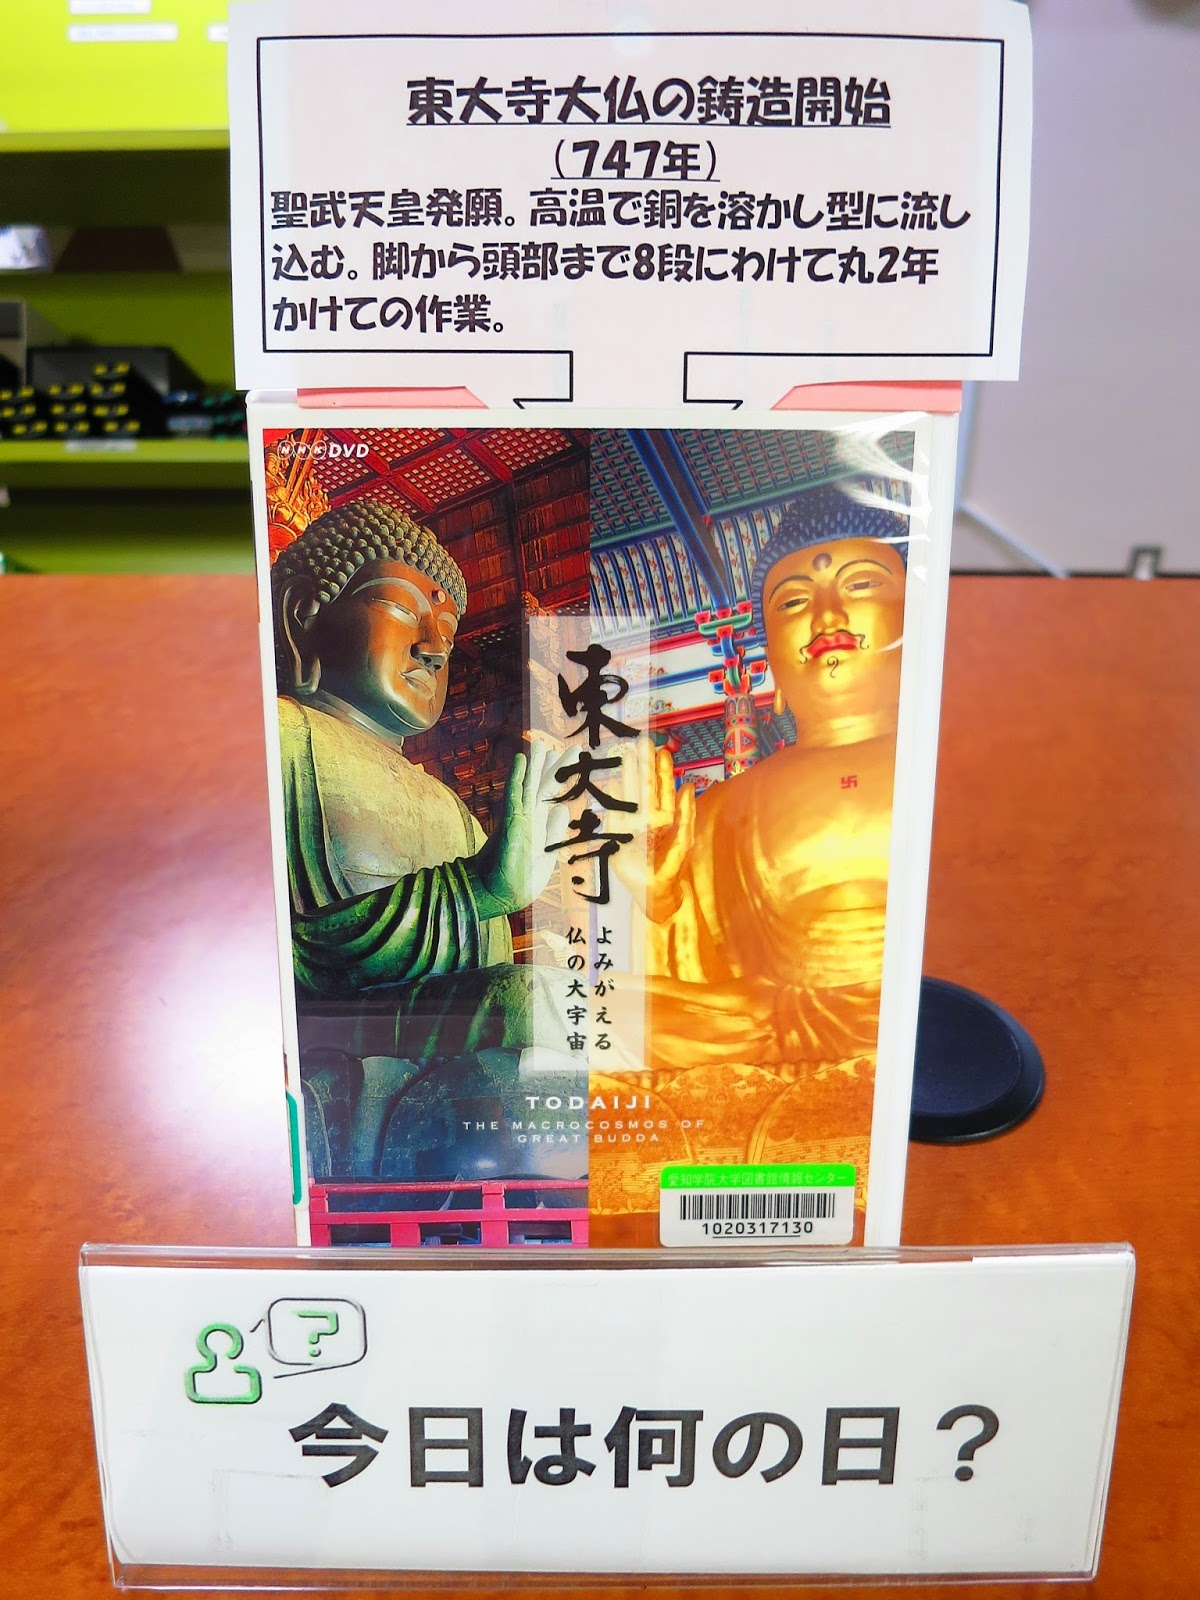 東大寺大仏の鋳造開始
(747年)
聖武天皇発願。高温で銅を溶かし型に流し
込む。脚から頭部まで8段にわけて丸2年
かけての作業。
NHK DVD
東大寺
よみがえる
仏の大宇宙
TODAIJI
THE MACROCOSMOS OF
GREAT BUDDA
愛知学院大学図書館情報センター
1020317130
?
今日は何の日？